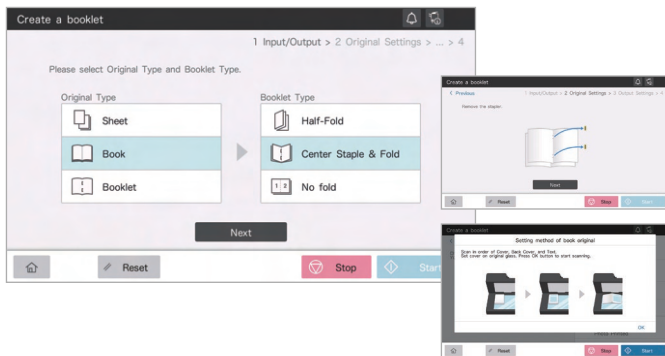 Create a booklet
1 Input/Output > 2 Original Settings > ... > 4
Please select Original Type and Booklet Type.
Original Type
Booklet Type
Sheet
Half-Fold
Book
Center Staple & Fold
Booklet
1 2
No fold
Next
Reset
Stop
Start
Create a booklet
Previous
1 Input/Output > 2 Original Settings > 3 Output Settings > 4
Remove the stapler.
Next
Reset
Stop
Start
Create a booklet
Setting method of book original
Scan in order of Cover, Back Cover, and Text.
Set cover on original glass. Press OK button to start scanning.
OK
Reset
Stop
Start